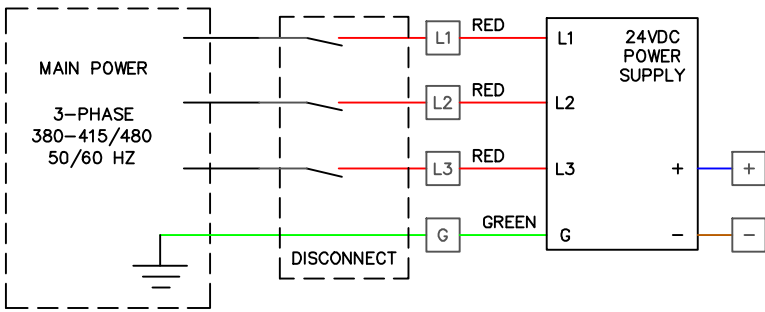 MAIN POWER
3-PHASE
380-415/480
50/60 HZ
DISCONNECT
L1
RED
L1
L2
RED
L2
L3
RED
L3
G
GREEN
G
24VDC
POWER
SUPPLY
+
+
-
-